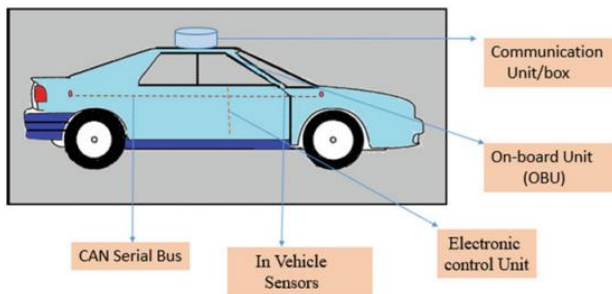 Communication
Unit/box
On-board Unit
(OBU)
Electronic
control Unit
In Vehicle
Sensors
CAN Serial Bus